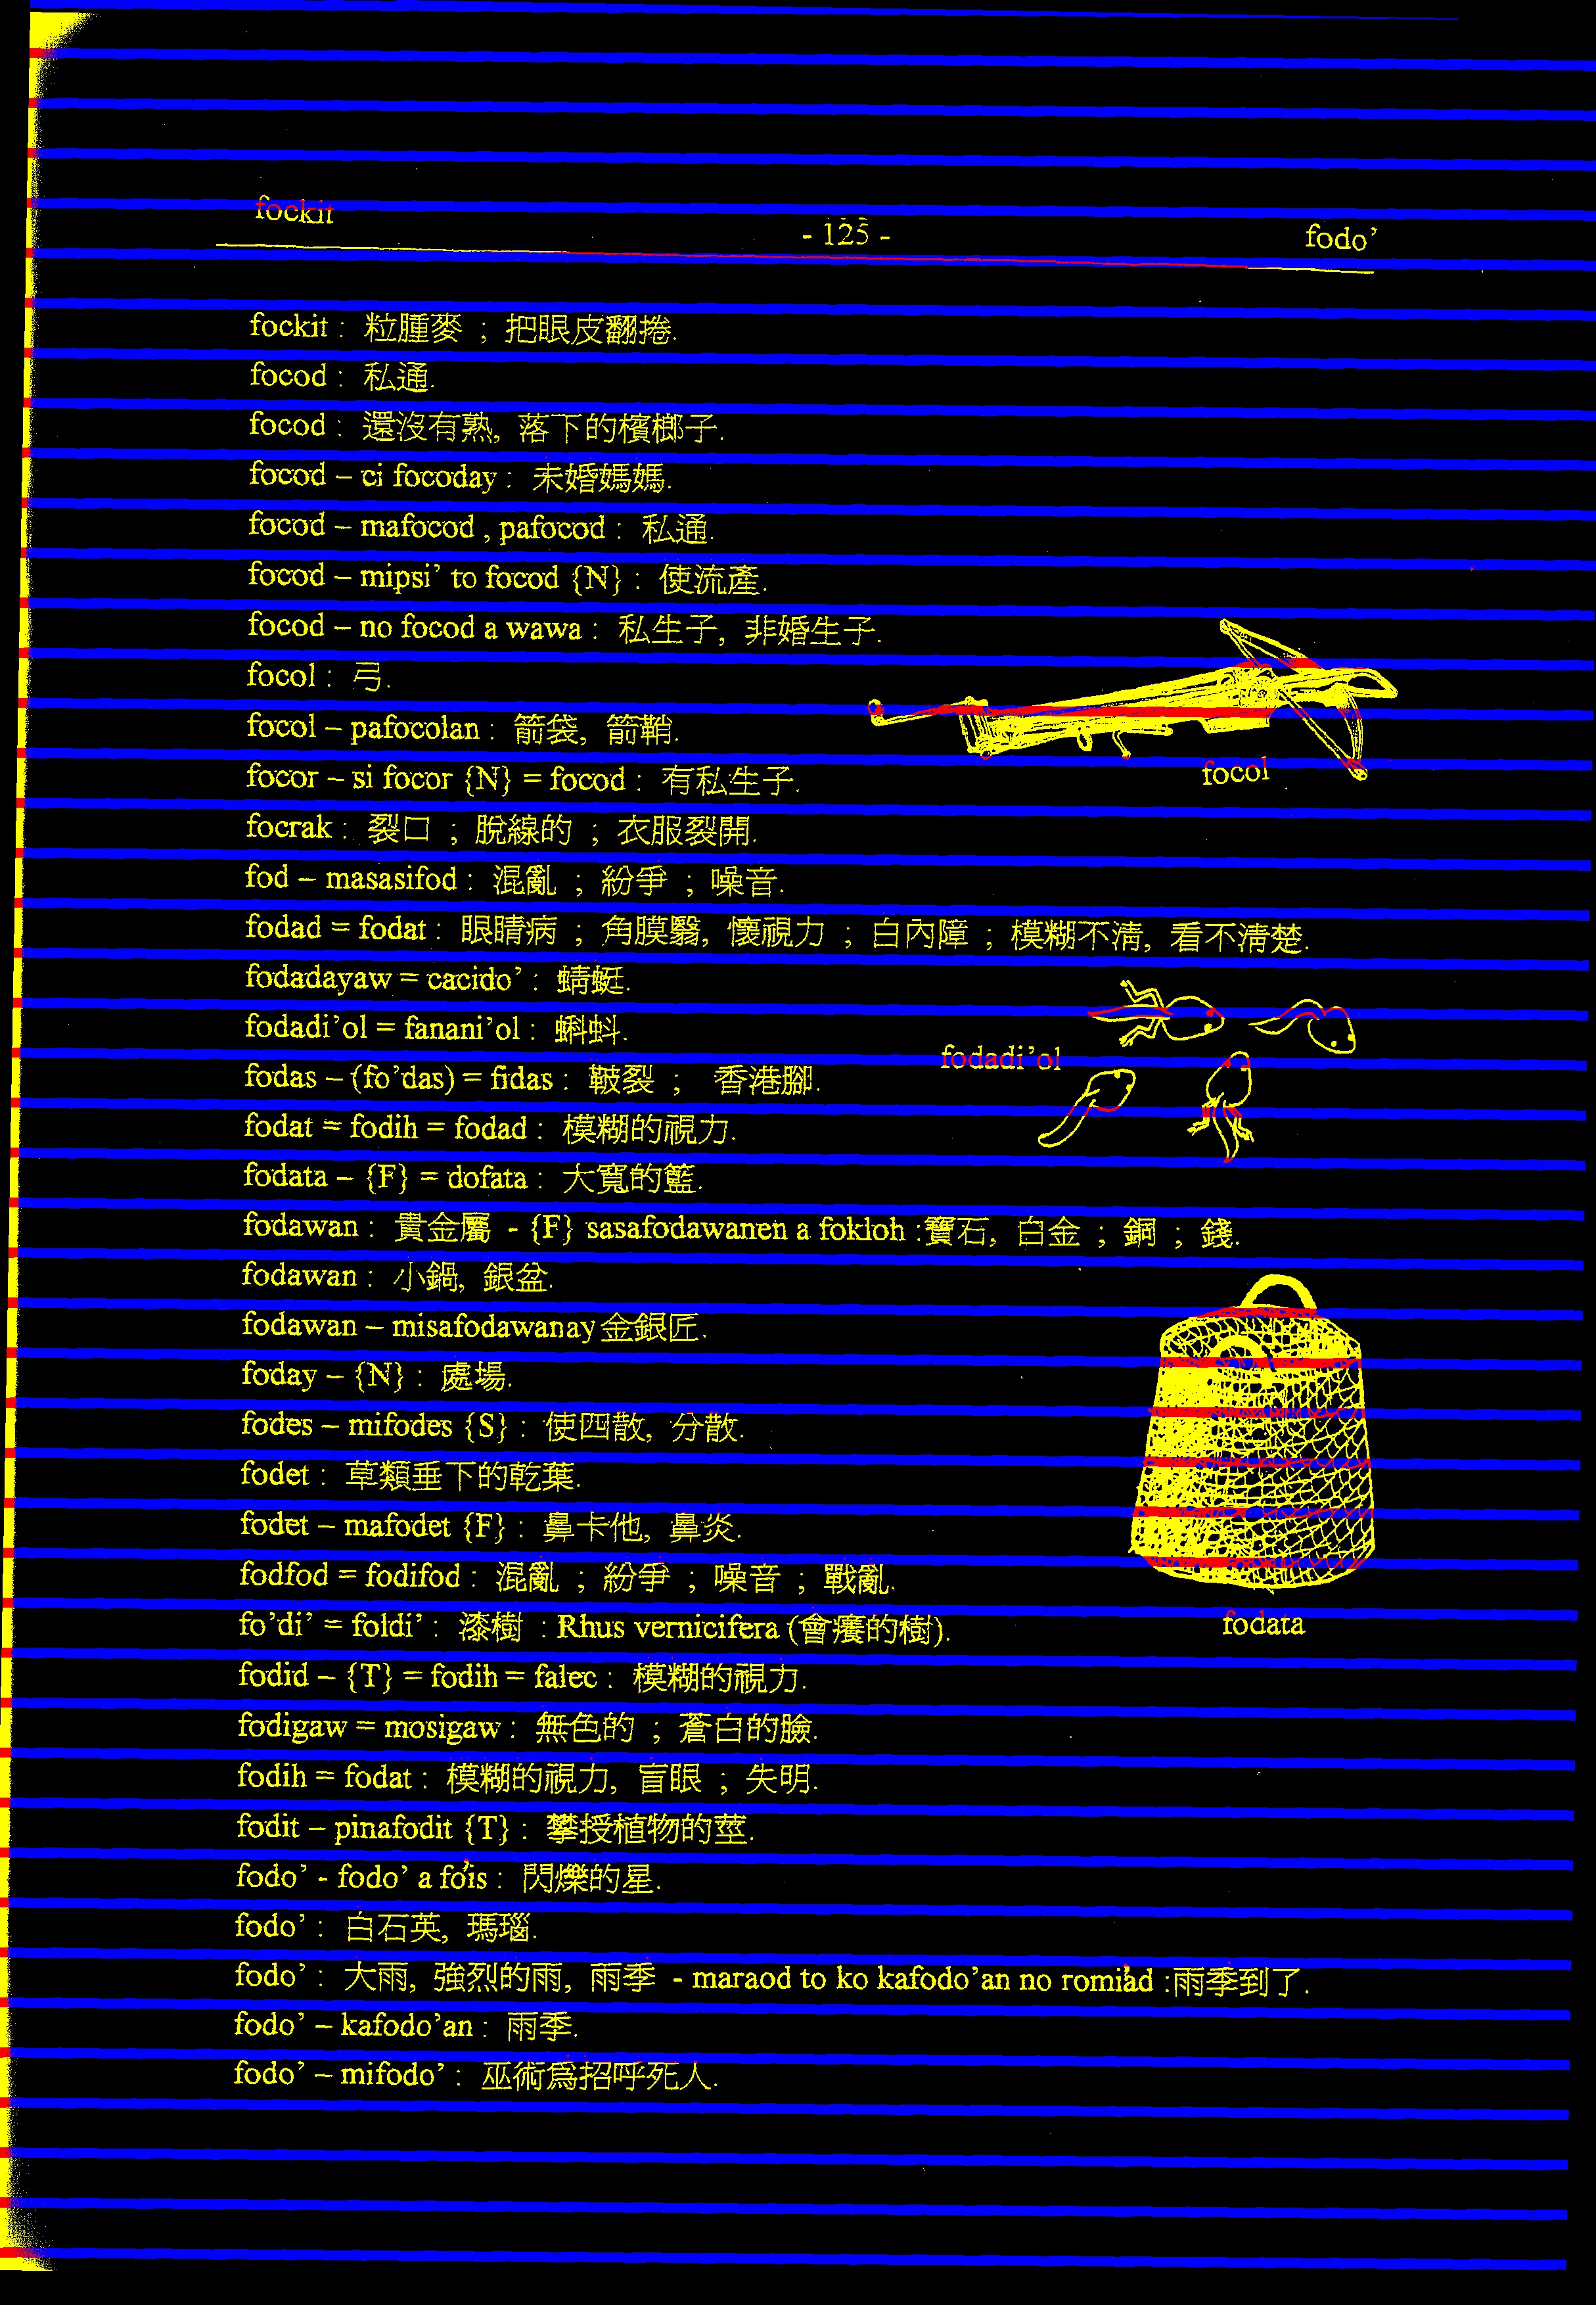 fockit
- 125 -
fodo’
fockit : 粒腫麥 ; 把眼皮翻捲.
focod : 私通.
focod : 還沒有熟, 落下的檳榔子.
focod – ci focoday : 未婚媽媽.
focod – mafocod , pafocod : 私通.
focod – mipsi’ to focod {N} : 使流產.
focod – no focod a wawa : 私生子, 非婚生子.
focol : 弓.
focol – pafocolan : 箭袋, 箭鞘.
focol
focor – si focor {N} = focod : 有私生子.
focrak : 裂口 ; 脫線的 ; 衣服裂開.
fod – masasifod : 混亂 ; 紛爭 ; 噪音.
fodad = fodat : 眼睛病 ; 角膜翳, 懷視力 ; 白內障 ; 模糊不清, 看不清楚.
fodadayaw = cacido’ : 蜻蜓.
fodadi’ol = fanani’ol : 蝌蚪.
fodadi’ol
fodas – (fo’das) = fidas : 皸裂 ; 香港腳.
fodat = fodih = fodad : 模糊的視力.
fodata – {F} = dofata : 大寬的籃.
fodawan : 貴金屬 - {F} sasafodawanen a fokloh :寶石, 白金 ; 銅 ; 錢.
fodawan : 小鍋, 銀盆.
fodawan – misafodawanay 金銀匠.
foday – {N} : 處場.
fodes – mifodes {S} : 使四散, 分散.
fodet : 草類垂下的乾葉.
fodet – mafodet {F} : 鼻卡他, 鼻炎.
fodfod = fodifod : 混亂 ; 紛爭 ; 噪音 ; 戰亂.
fo’di’ = foldi’ : 漆樹 : Rhus vernicifera (會癢的樹).
fodata
fodid – {T} = fodih = falec : 模糊的視力.
fodigaw = mosigaw : 無色的 ; 蒼白的臉.
fodih = fodat : 模糊的視力, 盲眼 ; 失明.
fodit – pinafodit {T} : 攀授植物的莖.
fodo’ - fodo’ a fo’is : 閃爍的星.
fodo’ : 白石英, 瑪瑙.
fodo’ : 大雨, 強烈的雨, 雨季 - maraod to ko kafodo’an no romi’ad :雨季到了.
fodo’ – kafodo’an : 雨季.
fodo’ – mifodo’ : 巫術為招呼死人.